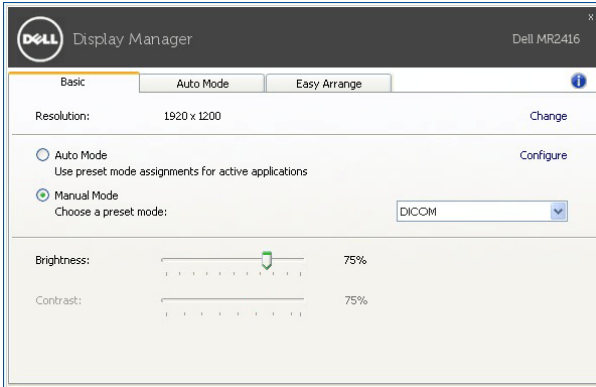 x
DELL Display Manager Dell MR2416
Basic Auto Mode Easy Arrange i
Resolution: 1920 x 1200 Change
Auto Mode Configure
Use preset mode assignments for active applications
Manual Mode
Choose a preset mode: DICOM
Brightness: 75%
Contrast: 75%